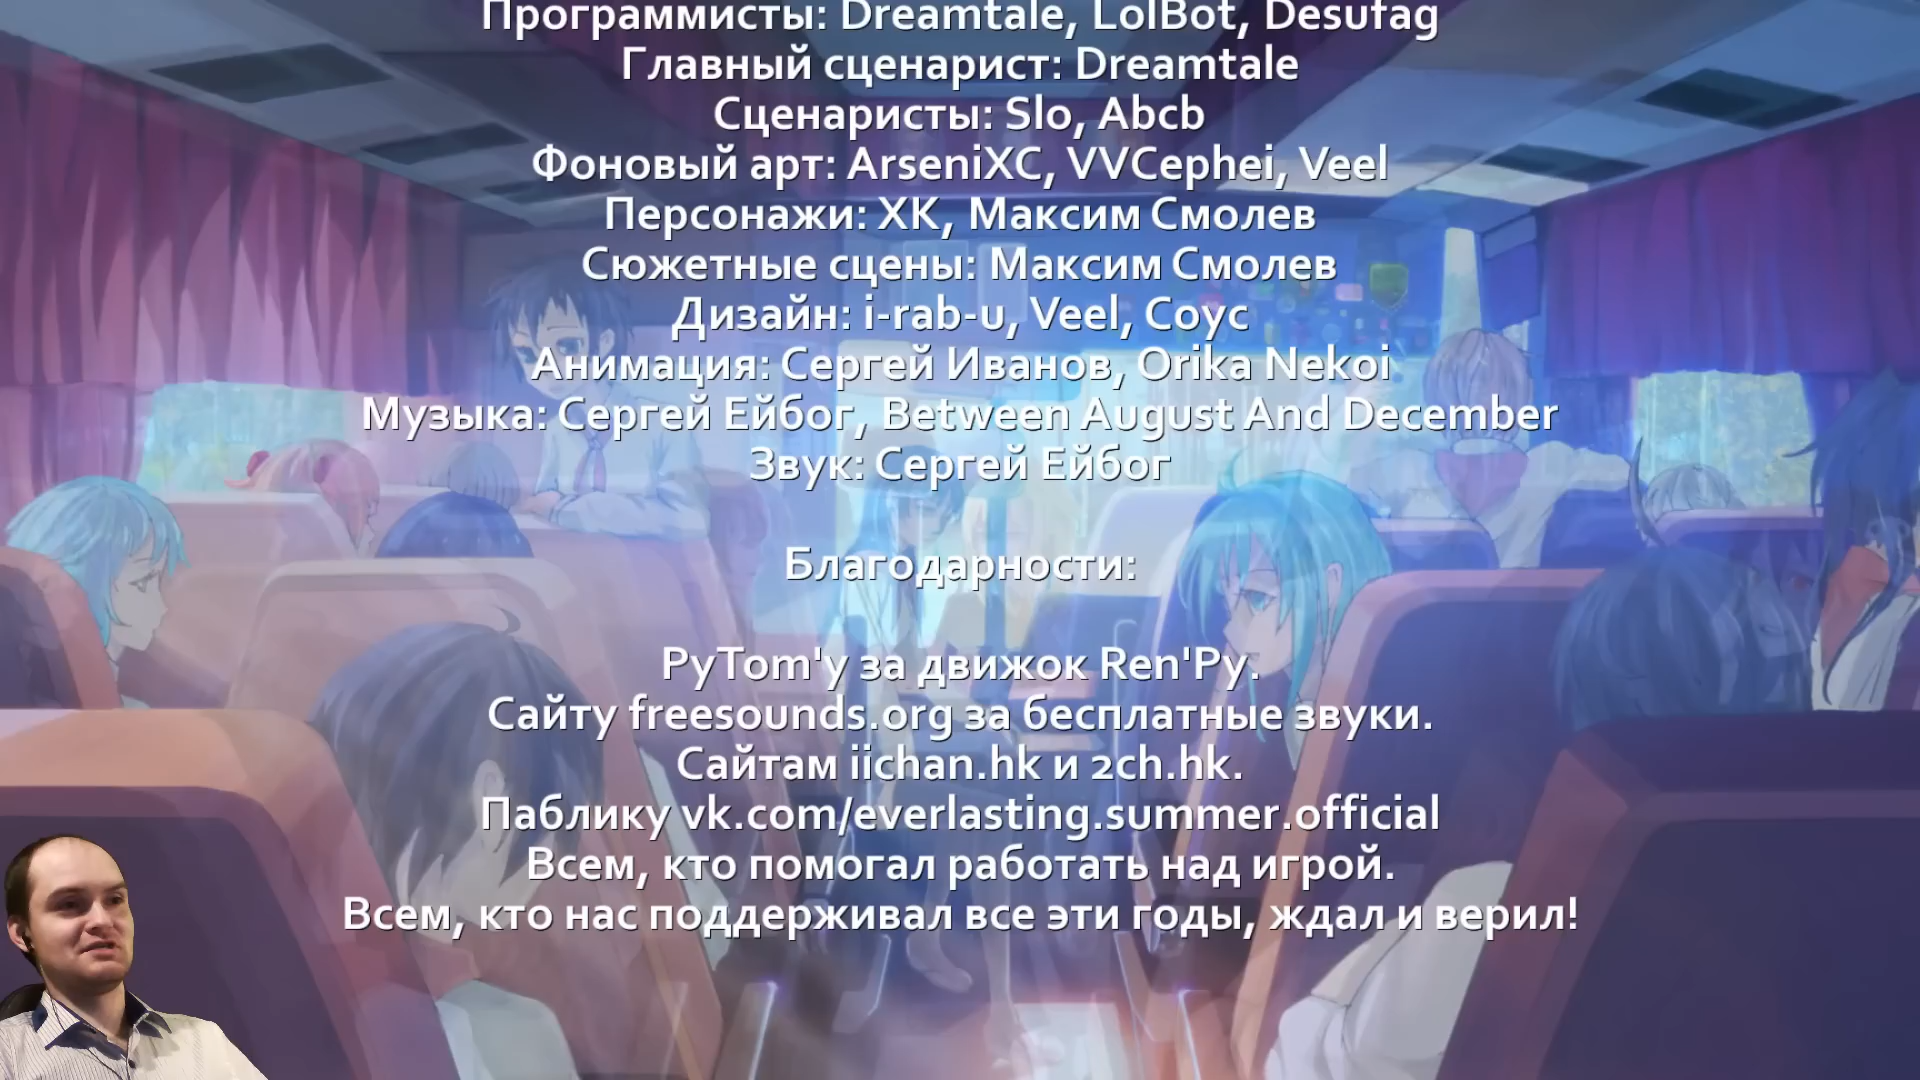 Программисты: Dreamtale, LolBot, Desufag
Главный сценарист: Dreamtale
Сценаристы: Slo, Abcb
Фоновый арт: ArseniXC, VVCephei, Veel
Персонажи: ХК, Максим Смолев
Сюжетные сцены: Максим Смолев
Дизайн: i-rab-u, Veel, Соус
Анимация: Сергей Иванов, Orika Nekoi
Музыка: Сергей Ейбог, Between August And December
Звук: Сергей Ейбог
Благодарности:
PyTom'у за движок Ren'Py.
Сайту freesounds.org за бесплатные звуки.
Сайтам iichan.hk и 2ch.hk.
Паблику vk.com/everlasting.summer.official
Всем, кто помогал работать над игрой.
Всем, кто нас поддерживал все эти годы, ждал и верил!